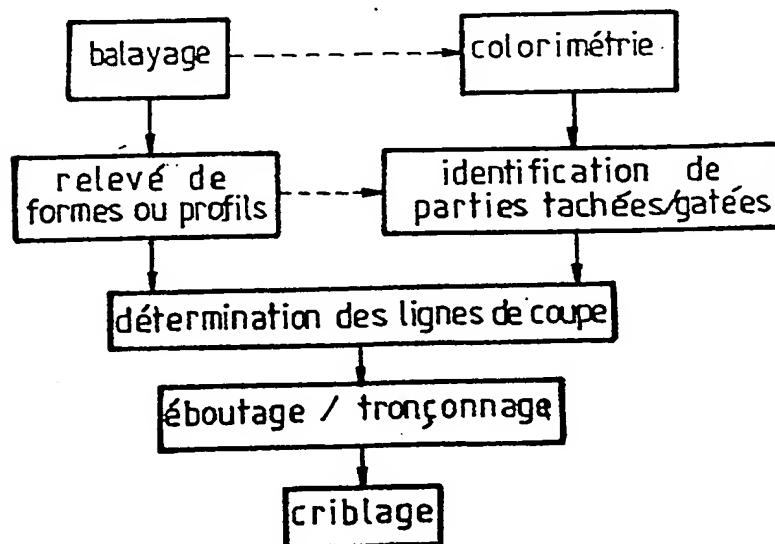 balayage
colorimétrie
relevé de
formes ou profils
identification de
parties tachées/gatées
détermination des lignes de coupe
éboutage / tronçonnage
criblage